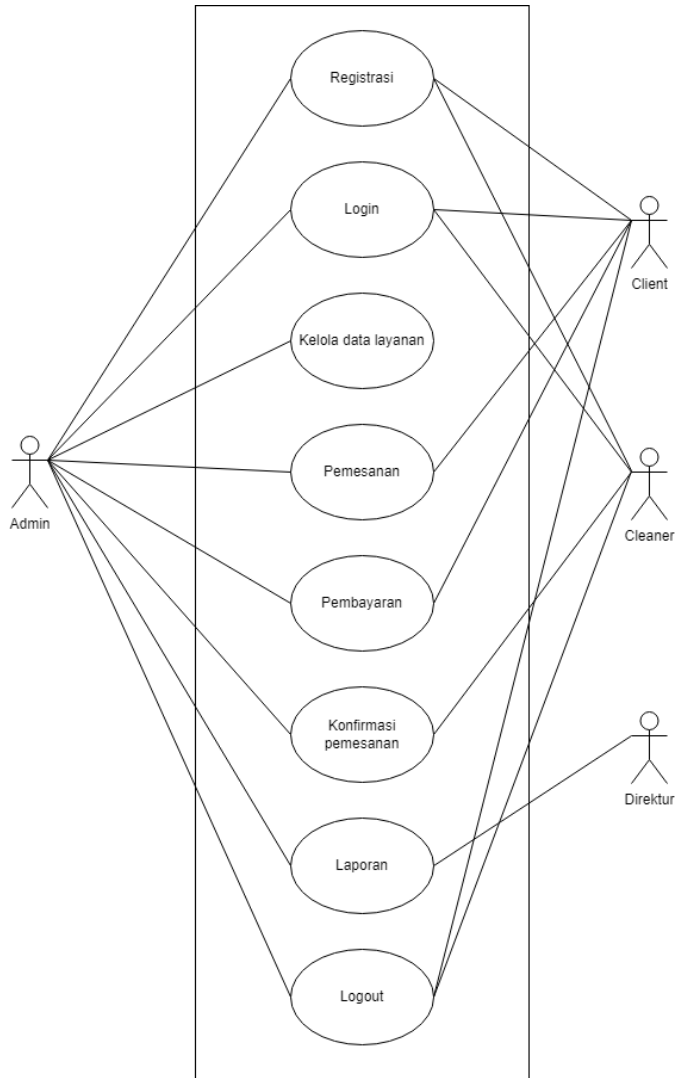 Registrasi
Login
Client
Kelola data layanan
Admin
Pemesanan
Cleaner
Pembayaran
Konfirmasi
pemesanan
Direktur
Laporan
Logout